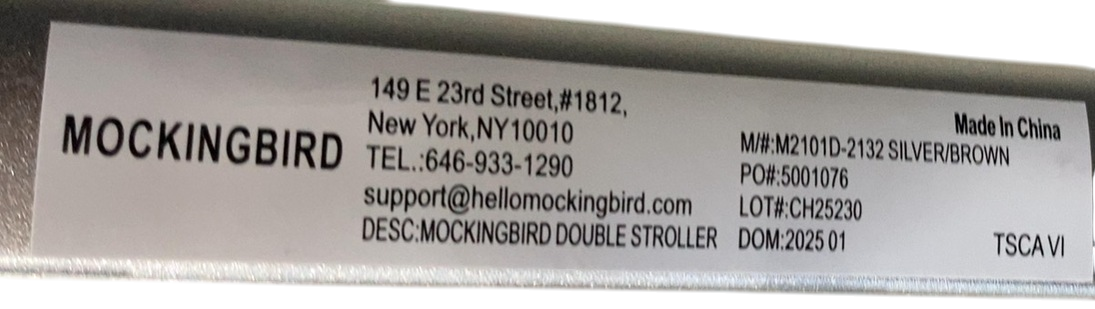 MOCKINGBIRD
149 E 23rd Street,#1812,
New York,NY10010
TEL.:646-933-1290
support@hellomockingbird.com
DESC:MOCKINGBIRD DOUBLE STROLLER
Made In China
M/#:M2101D-2132 SILVER/BROWN
PO#:5001076
LOT#:CH25230
DOM:2025 01
TSCA VI